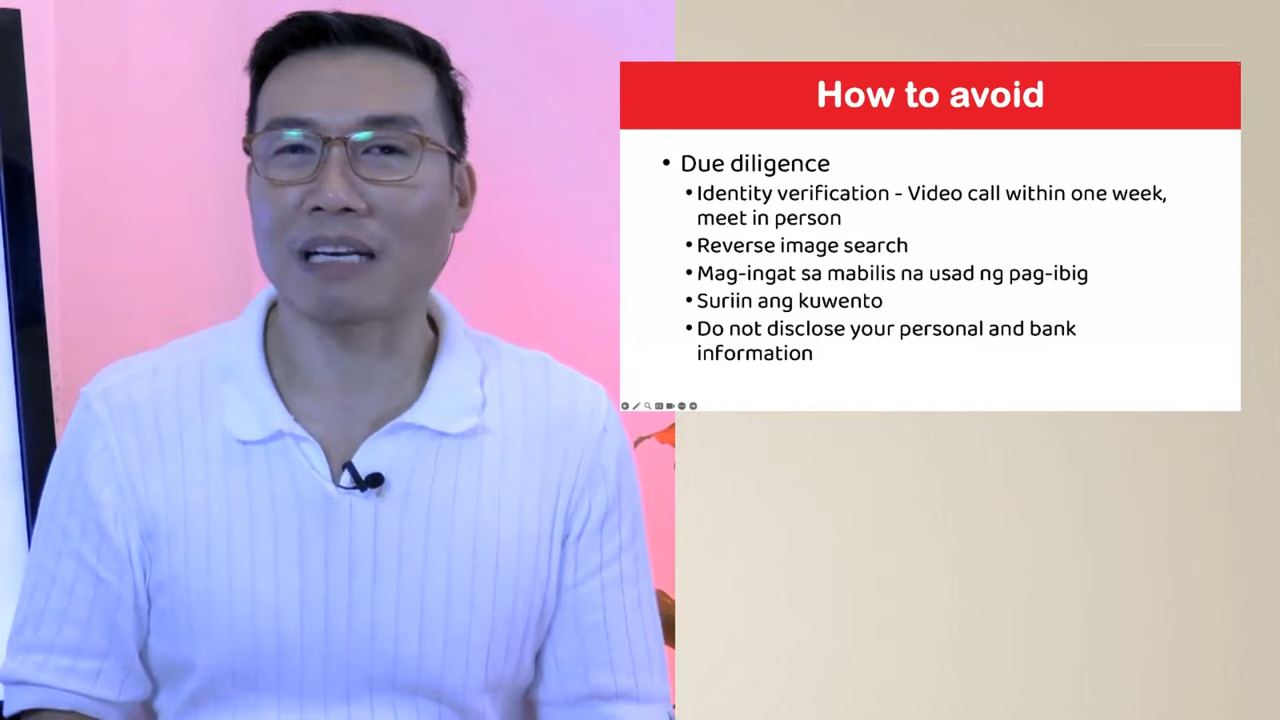 How to avoid
• Due diligence
• Identity verification - Video call within one week,
meet in person
• Reverse image search
• Mag-ingat sa mabilis na usad ng pag-ibig
• Suriin ang kuwento
• Do not disclose your personal and bank
information